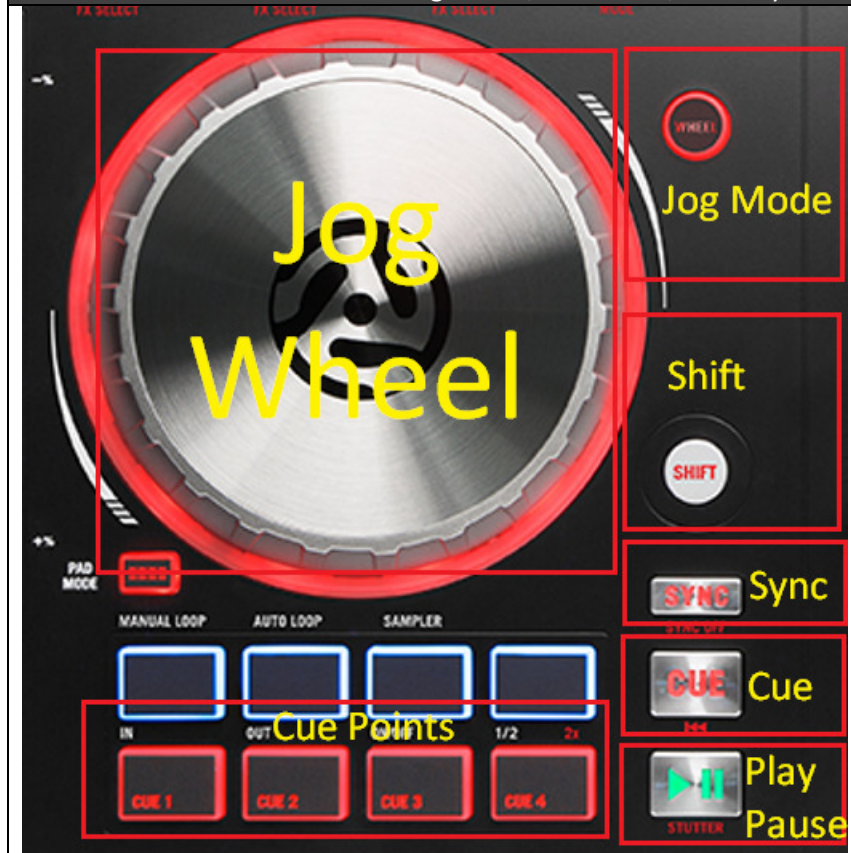 FX SELECT FX SELECT FX SELECT MODE
-%
WHEEL
Jog Mode
Jog
Wheel
Shift
SHIFT
+%
PAD
MODE
SYNC Sync
SYNC OFF
MANUAL LOOP AUTO LOOP SAMPLER
CUE Cue
IN OUT 1/2 2x
Cue Points
CUE 1 CUE 2 CUE 3 CUE 4
Play
Pause
STUTTER